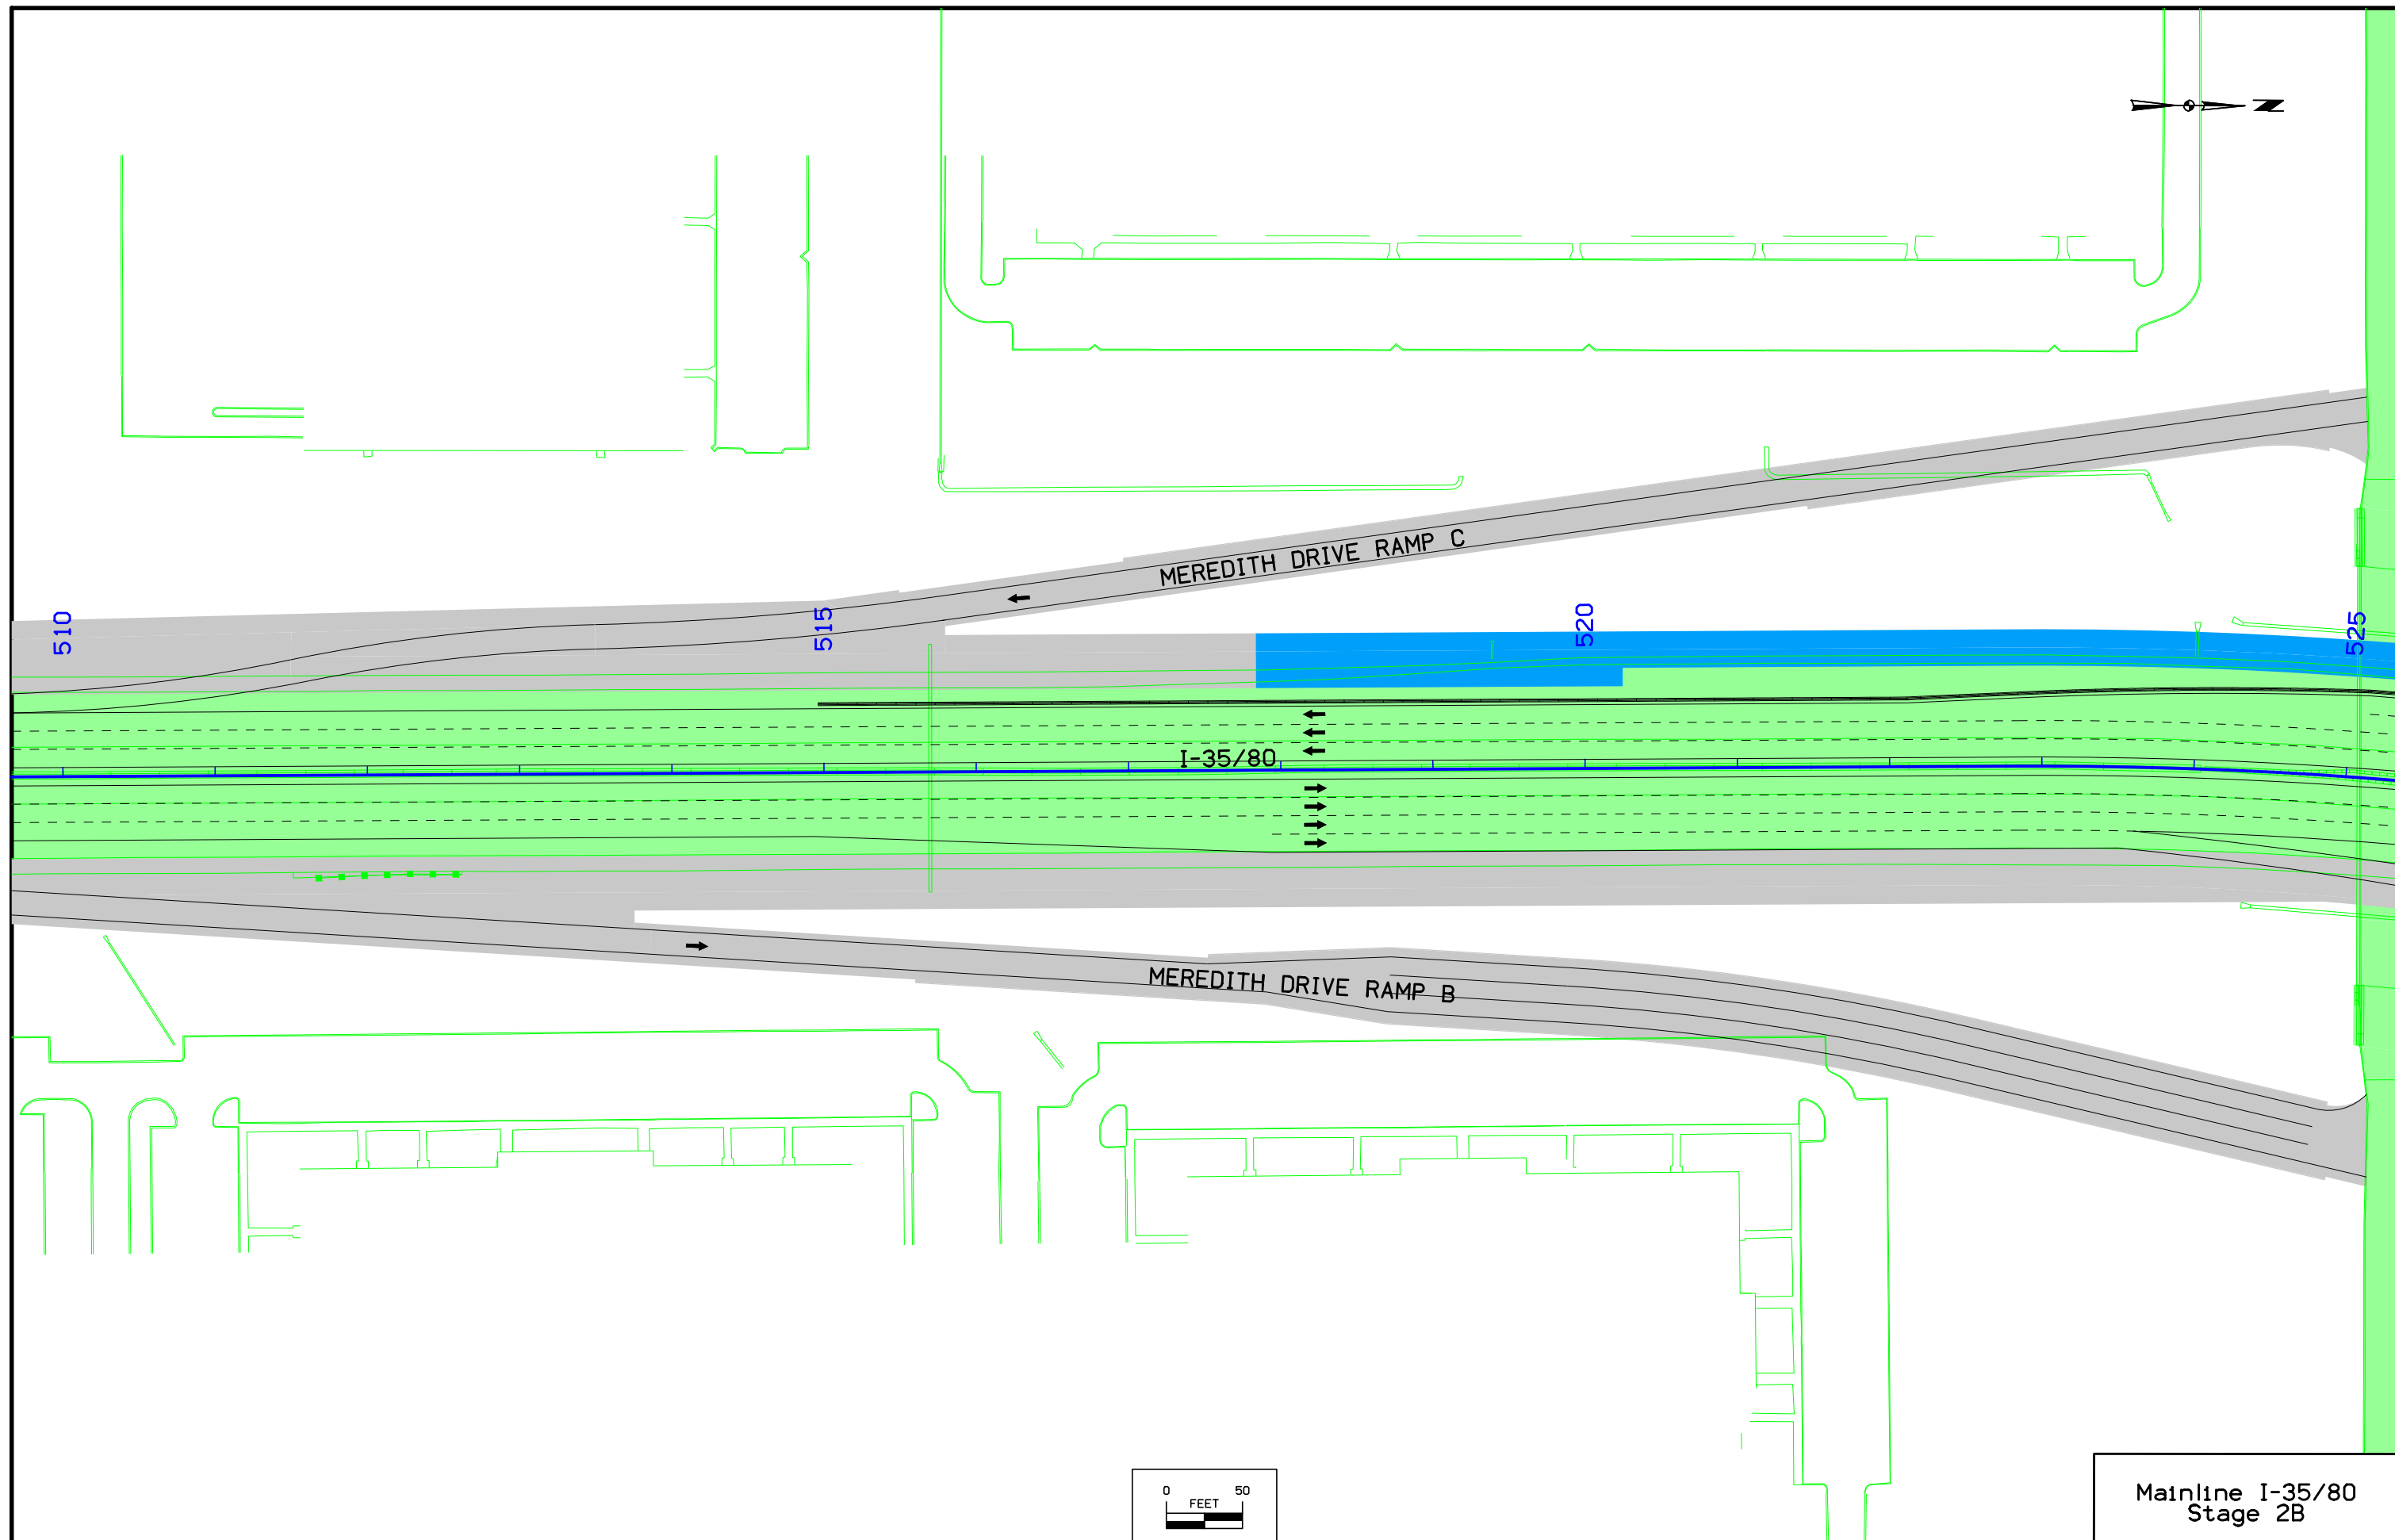 N
MEREDITH DRIVE RAMP C
510
515
520
525
I-35/80
MEREDITH DRIVE RAMP B
0 50
FEET
Mainline I-35/80
Stage 2B